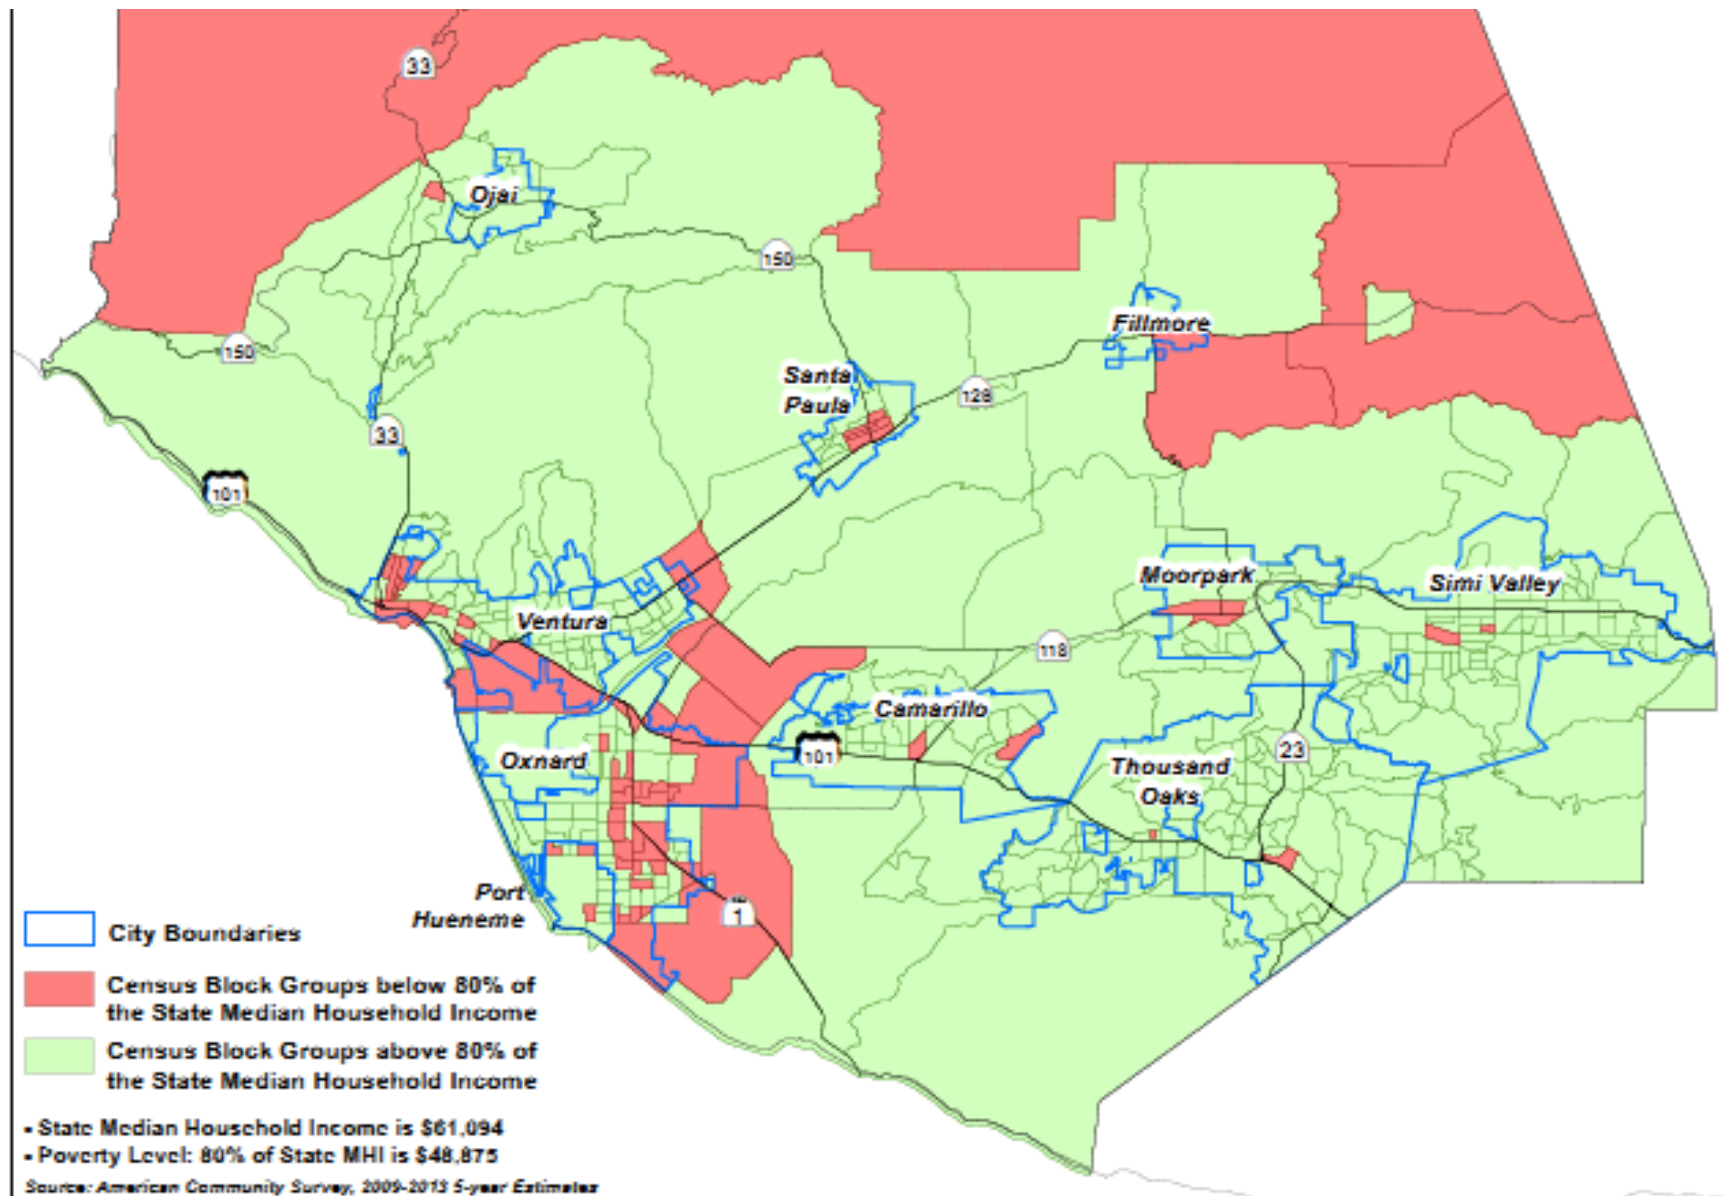 33
Ojai
150
Fillmore
150
Santa
Paula
128
33
101
Moorpark
Simi Valley
Ventura
118
Camarillo
101
Oxnard
Thousand
Oaks
23
Port
Hueneme
1
City Boundaries
Census Block Groups below 80% of
the State Median Household Income
Census Block Groups above 80% of
the State Median Household Income
- State Median Household Income is $61,094
- Poverty Level: 80% of State MHI is $48,875
Source: American Community Survey, 2009-2013 5-year Estimates